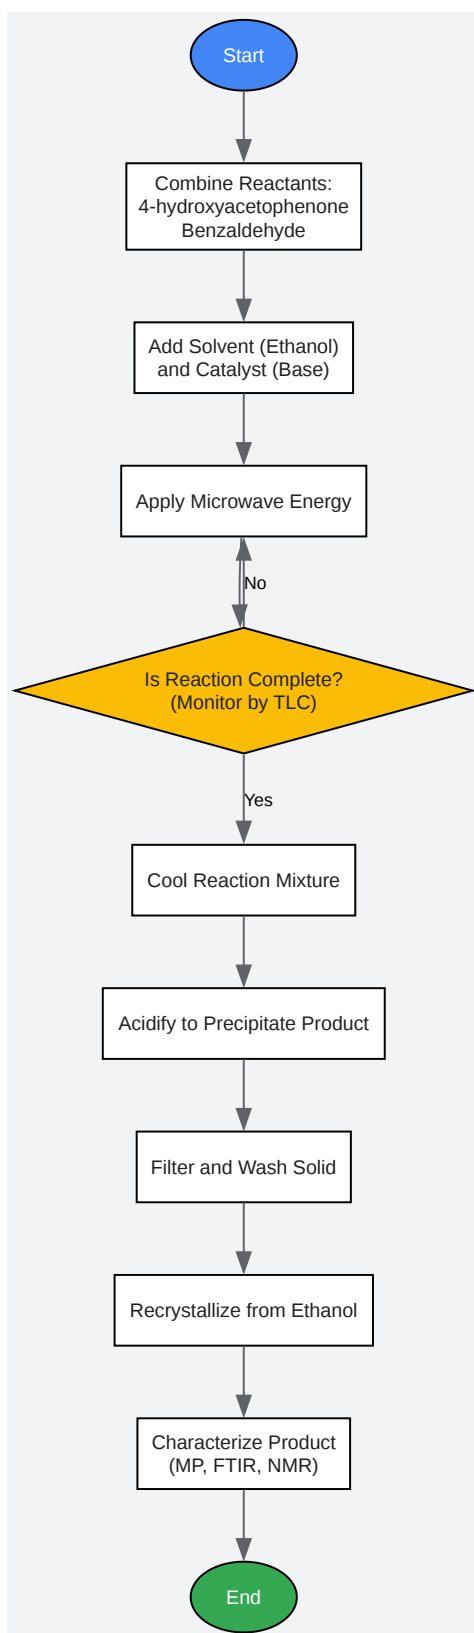 Start
Combine Reactants:
4-hydroxyacetophenone
Benzaldehyde
Add Solvent (Ethanol)
and Catalyst (Base)
Apply Microwave Energy
No
Is Reaction Complete?
(Monitor by TLC)
Yes
Cool Reaction Mixture
Acidify to Precipitate Product
Filter and Wash Solid
Recrystallize from Ethanol
Characterize Product
(MP, FTIR, NMR)
End